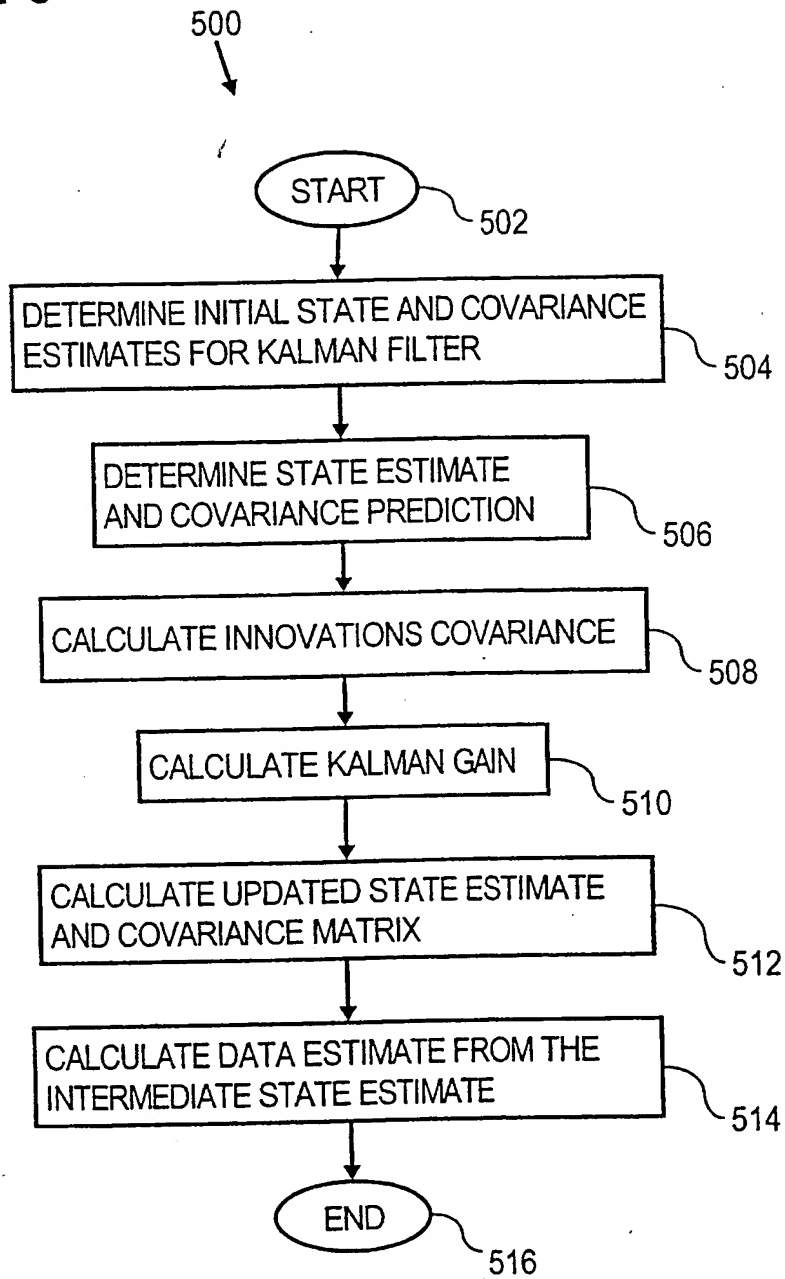 500
START
502
DETERMINE INITIAL STATE AND COVARIANCE
ESTIMATES FOR KALMAN FILTER
504
DETERMINE STATE ESTIMATE
AND COVARIANCE PREDICTION
506
CALCULATE INNOVATIONS COVARIANCE
508
CALCULATE KALMAN GAIN
510
CALCULATE UPDATED STATE ESTIMATE
AND COVARIANCE MATRIX
512
CALCULATE DATA ESTIMATE FROM THE
INTERMEDIATE STATE ESTIMATE
514
END
516